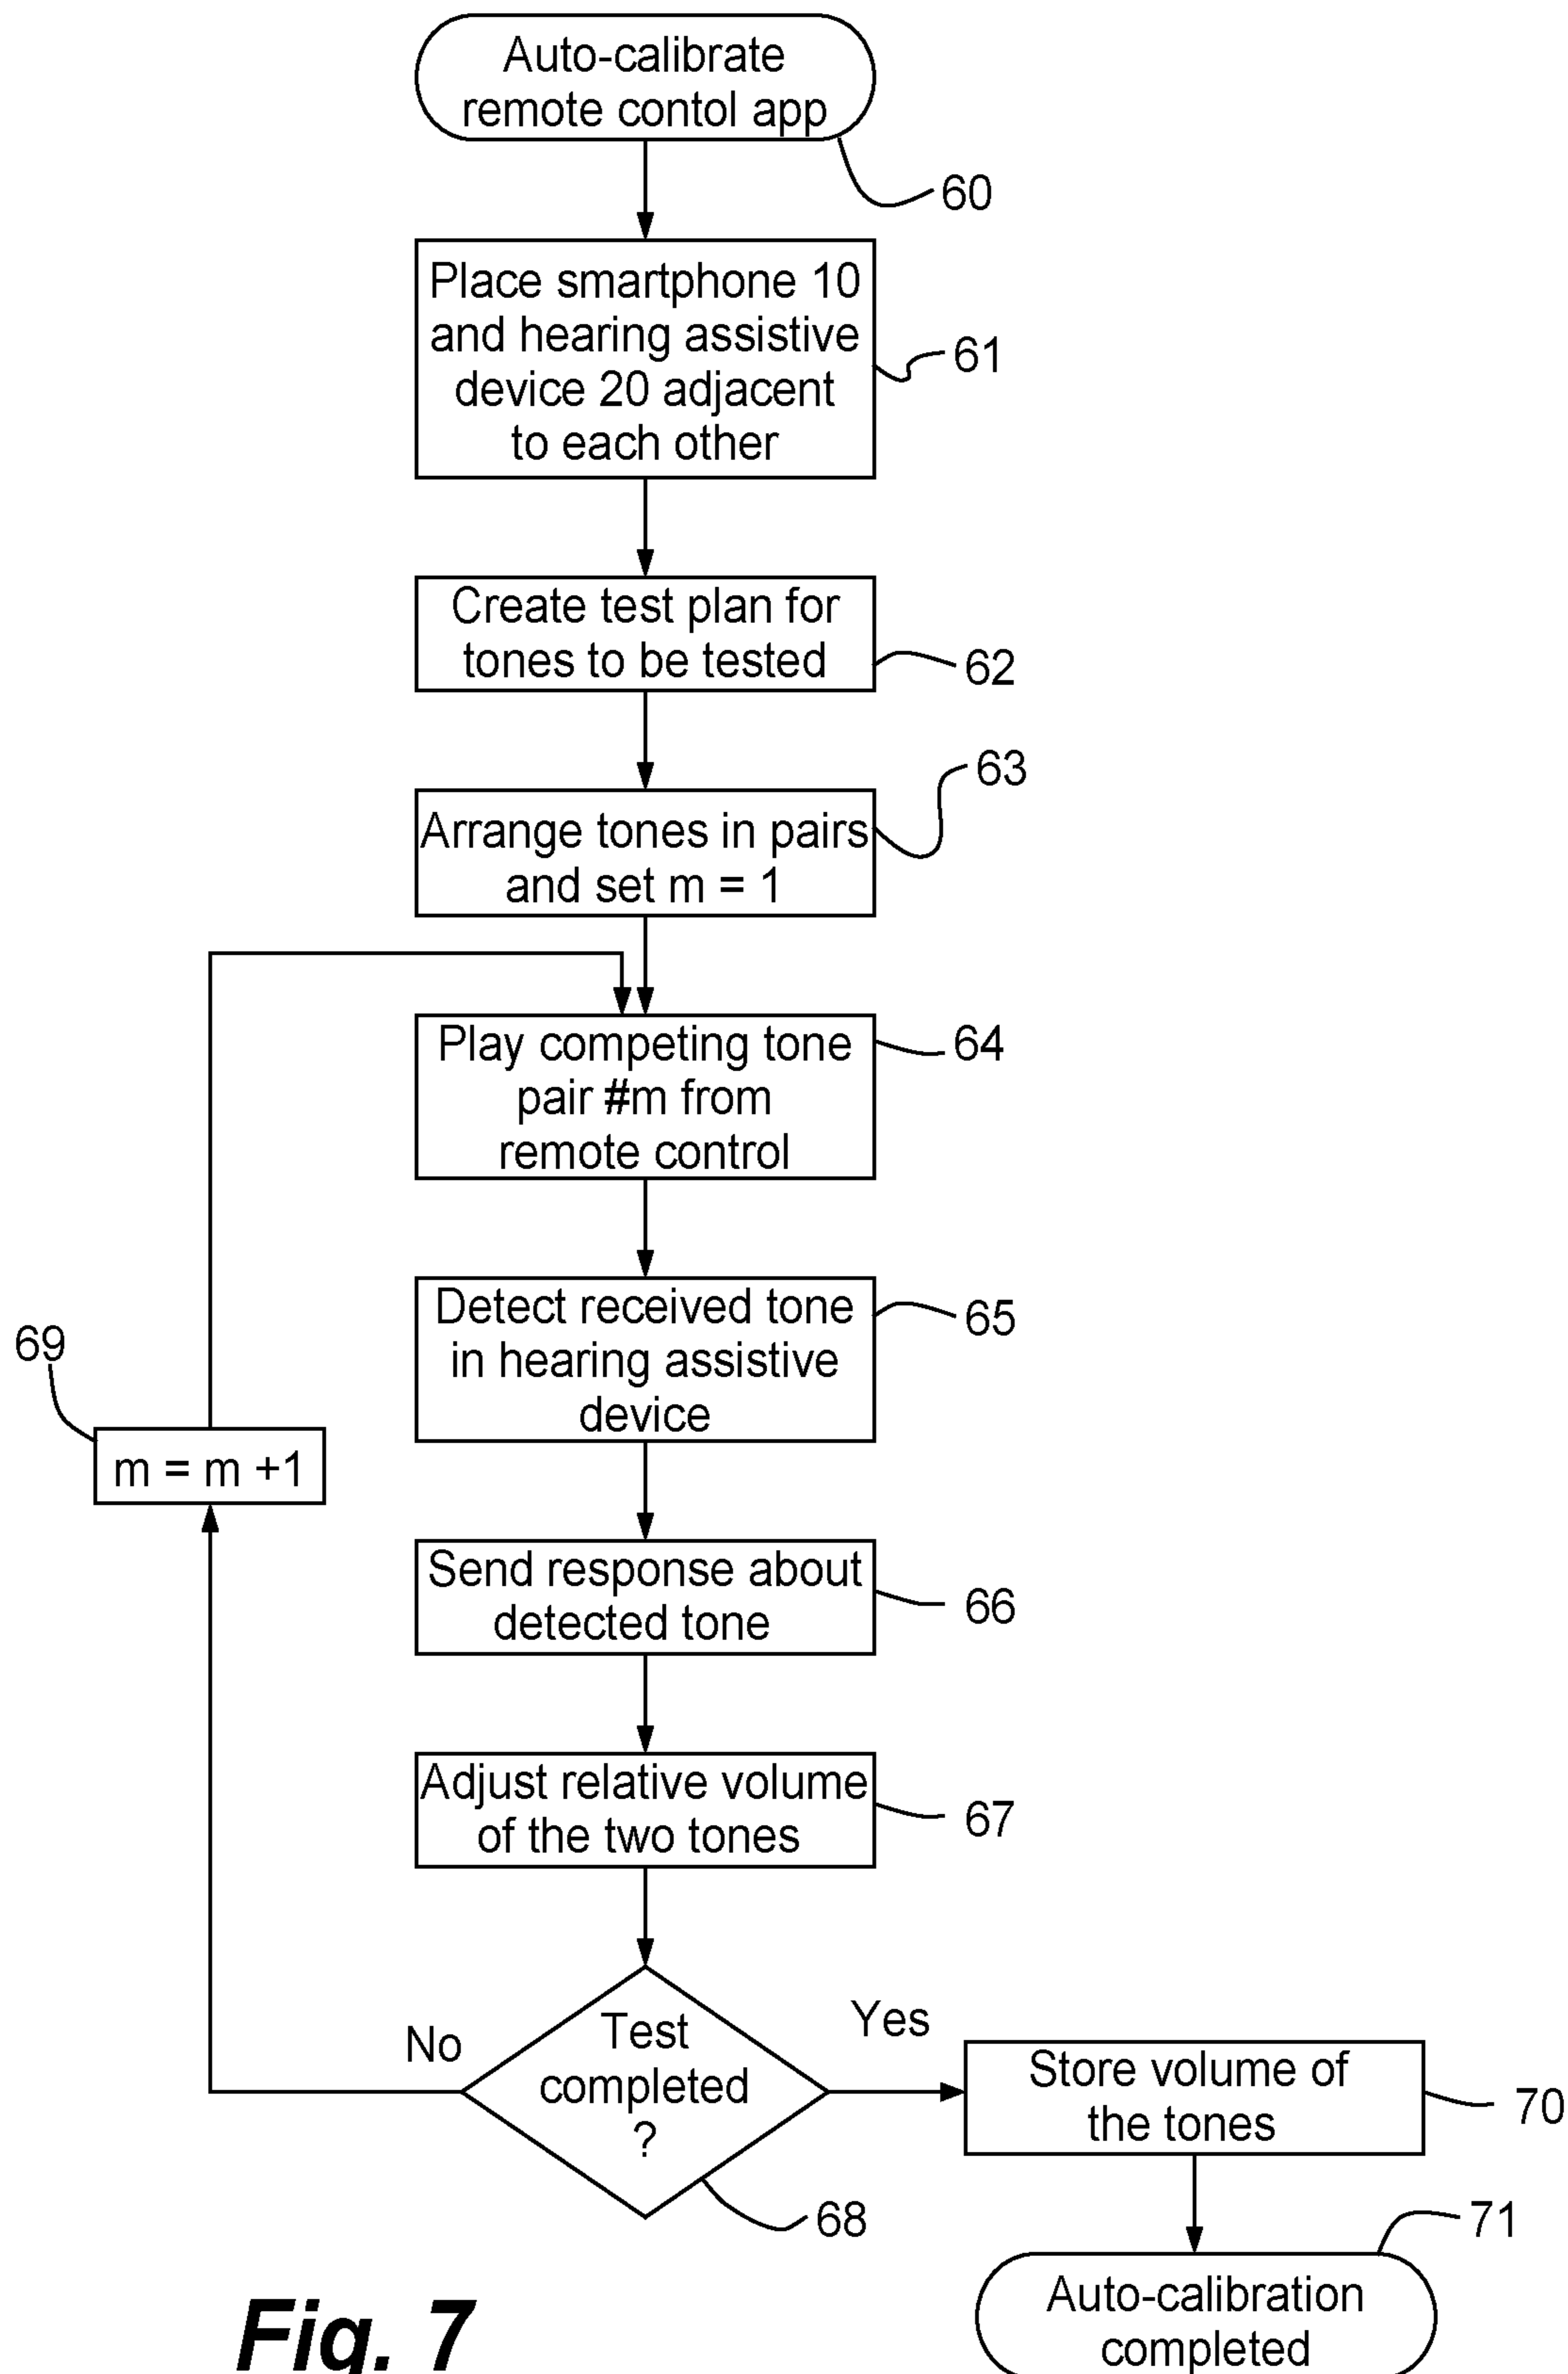 Auto-calibrate
remote contol app
60
Place smartphone 10
and hearing assistive
device 20 adjacent
to each other
61
Create test plan for
tones to be tested
62
63
Arrange tones in pairs
and set m = 1
Play competing tone
pair #m from
remote control
64
Detect received tone
in hearing assistive
device
65
69
m = m +1
Send response about
detected tone
66
Adjust relative volume
of the two tones
67
No
Test
completed
?
Yes
68
Store volume of
the tones
70
71
Auto-calibration
completed
Fig. 7